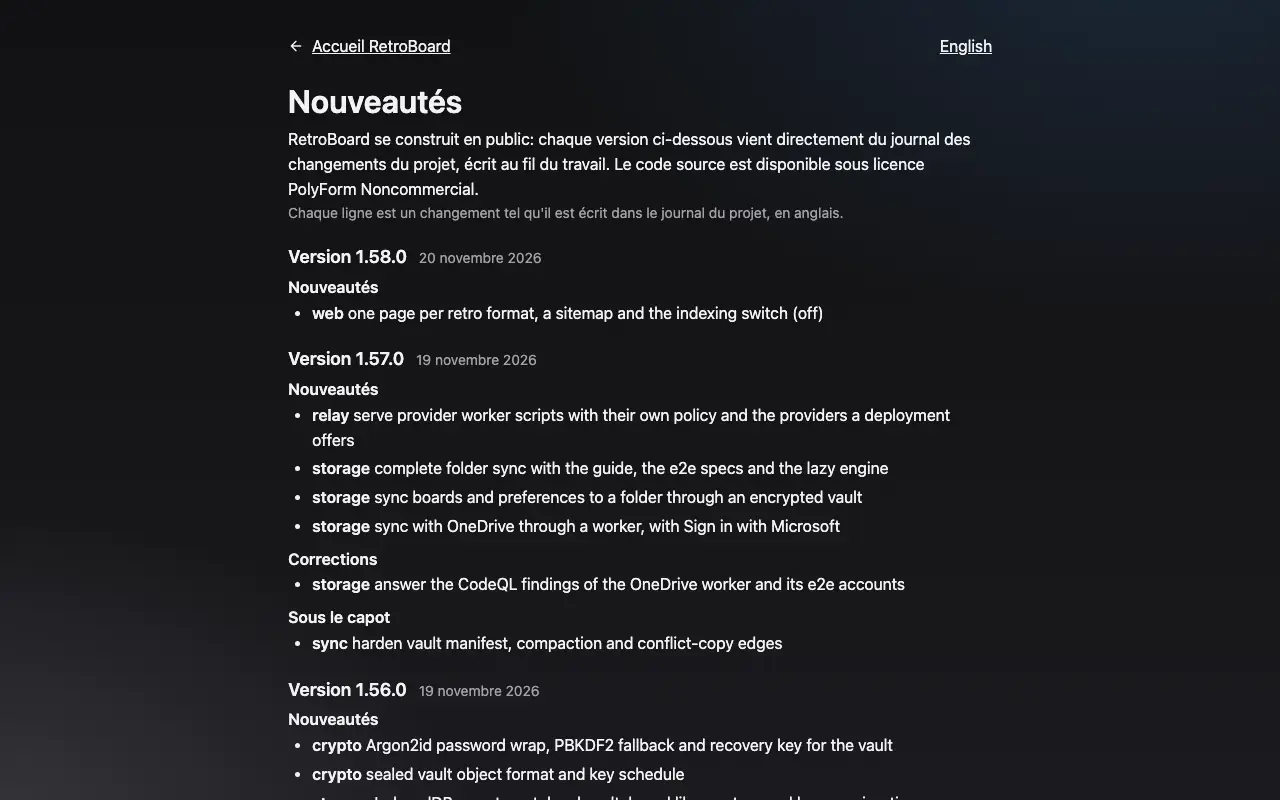 ← Accueil RetroBoard
English
Nouveautés
RetroBoard se construit en public: chaque version ci-dessous vient directement du journal des
changements du projet, écrit au fil du travail. Le code source est disponible sous licence
PolyForm Noncommercial.
Chaque ligne est un changement tel qu'il est écrit dans le journal du projet, en anglais.
Version 1.58.0 20 novembre 2026
Nouveautés
• web one page per retro format, a sitemap and the indexing switch (off)
Version 1.57.0 19 novembre 2026
Nouveautés
• relay serve provider worker scripts with their own policy and the providers a deployment
offers
• storage complete folder sync with the guide, the e2e specs and the lazy engine
• storage sync boards and preferences to a folder through an encrypted vault
• storage sync with OneDrive through a worker, with Sign in with Microsoft
Corrections
• storage answer the CodeQL findings of the OneDrive worker and its e2e accounts
Sous le capot
• sync harden vault manifest, compaction and conflict-copy edges
Version 1.56.0 19 novembre 2026
Nouveautés
• crypto Argon2id password wrap, PBKDF2 fallback and recovery key for the vault
• crypto sealed vault object format and key schedule